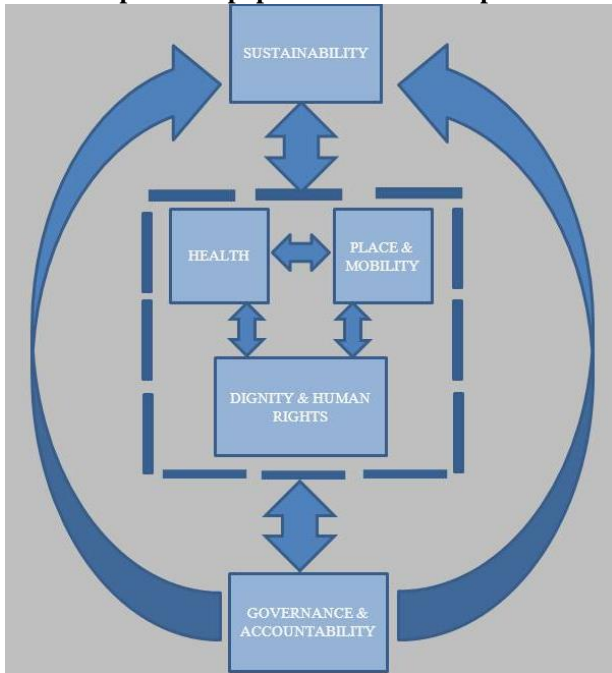 SUSTAINABILITY
HEALTH
PLACE &
MOBILITY
DIGNITY & HUMAN
RIGHTS
GOVERNANCE &
ACCOUNTABILITY